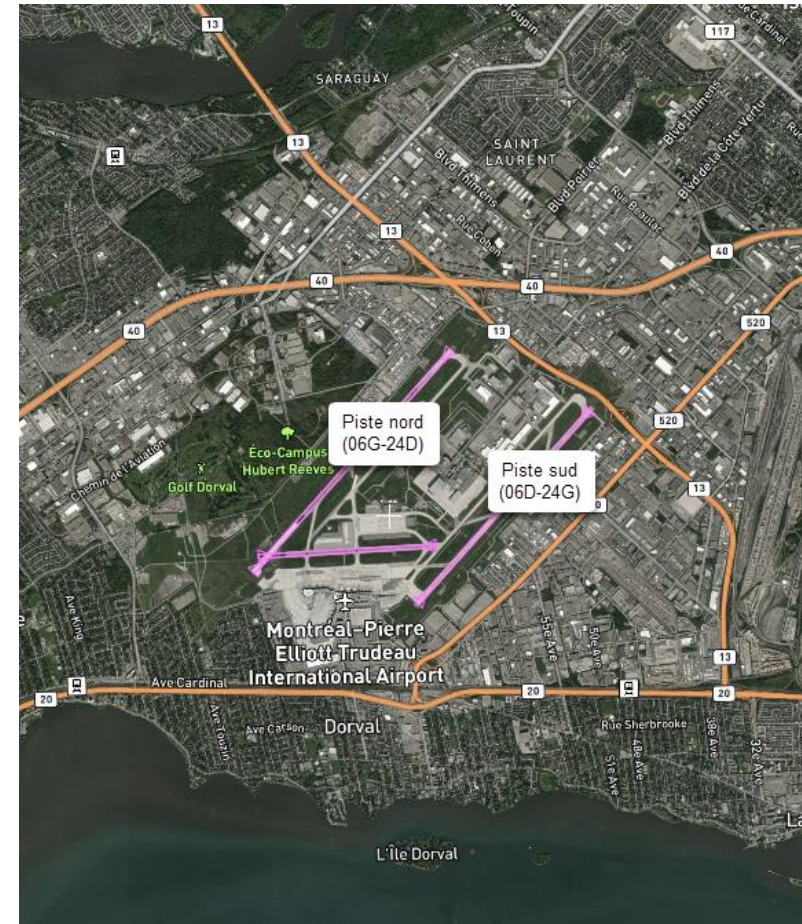 13
117
SARAGUAY
Blvd Thimens
Blvd de la Côte-Vertu
13
SAINT-
LAURENT
Blvd Poirier
Blvd Thimens
Rue Beaulac
Rue Cohen
13
40
40
40
40
520
13
Piste nord
(06G-24D)
520
Éco-Campus
Hubert Reeves
Piste sud
(06D-24G)
Chemin de l'Aviation
Golf Dorval
13
Montréal–Pierre
Elliott Trudeau
International Airport
55e Ave
50e Ave
Ave King
13
Ave Cardinal
20
20
20
Ave Touzin
Ave Carson
Dorval
Rue Sherbrooke
38e Ave
48e Ave
51e Ave
32e Ave
L'Île Dorval